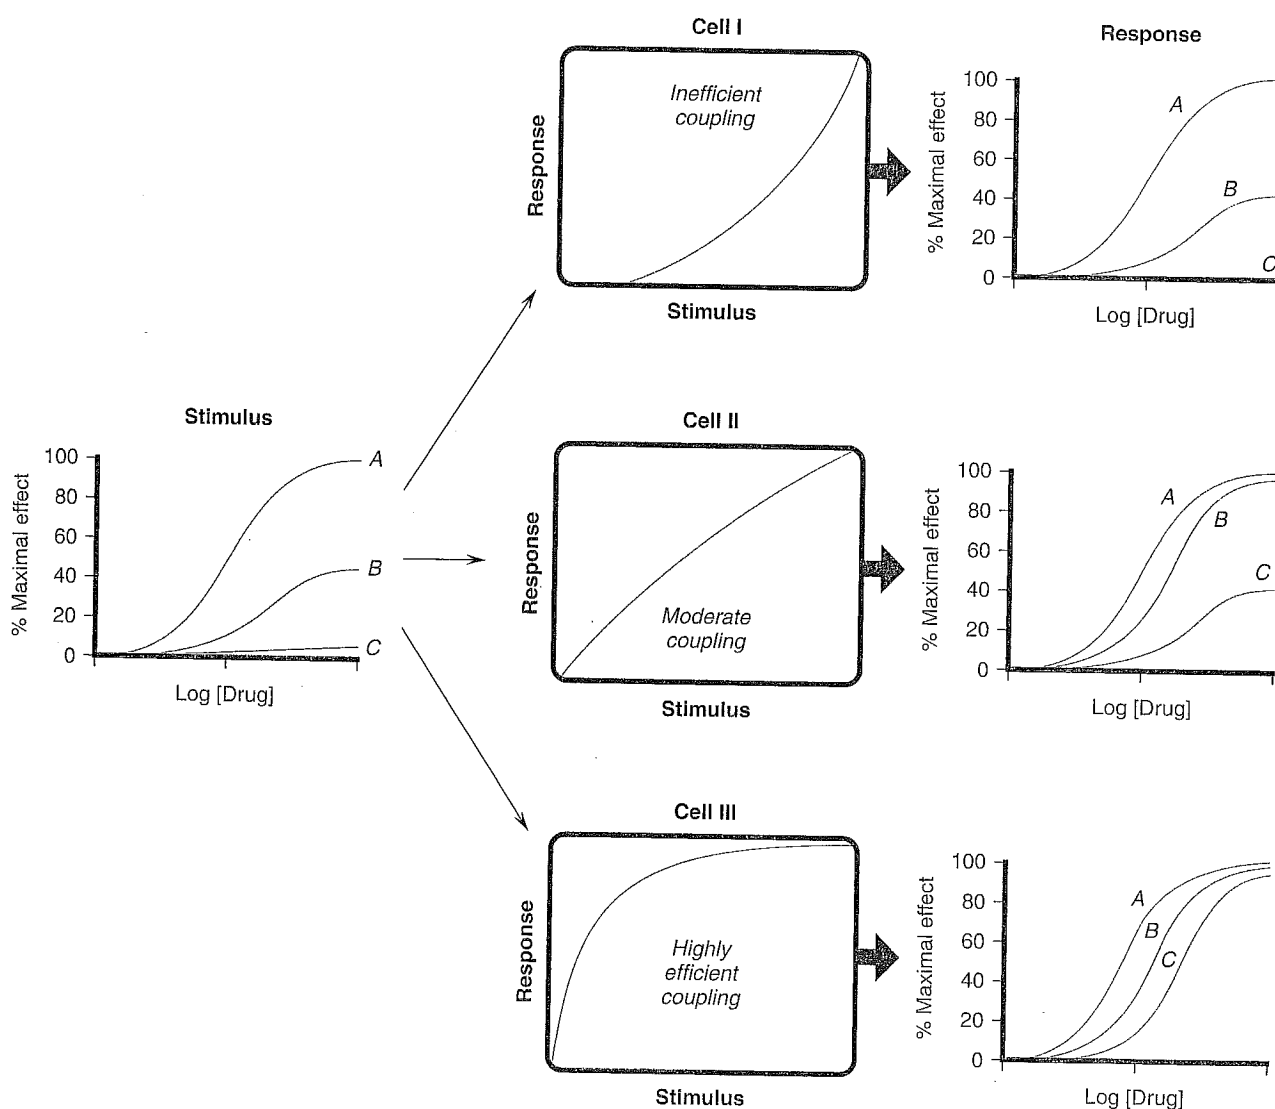 Stimulus
% Maximal effect
100
80
60
40
20
0
A
B
C
Log [Drug]
Cell I
Response
Inefficient
coupling
Stimulus
Response
% Maximal effect
100
80
60
40
20
0
A
B
C
Log [Drug]
Cell II
Response
Moderate
coupling
Stimulus
% Maximal effect
100
80
60
40
20
0
A
B
C
Log [Drug]
Cell III
Response
Highly
efficient
coupling
Stimulus
% Maximal effect
100
80
60
40
20
0
A
B
C
Log [Drug]